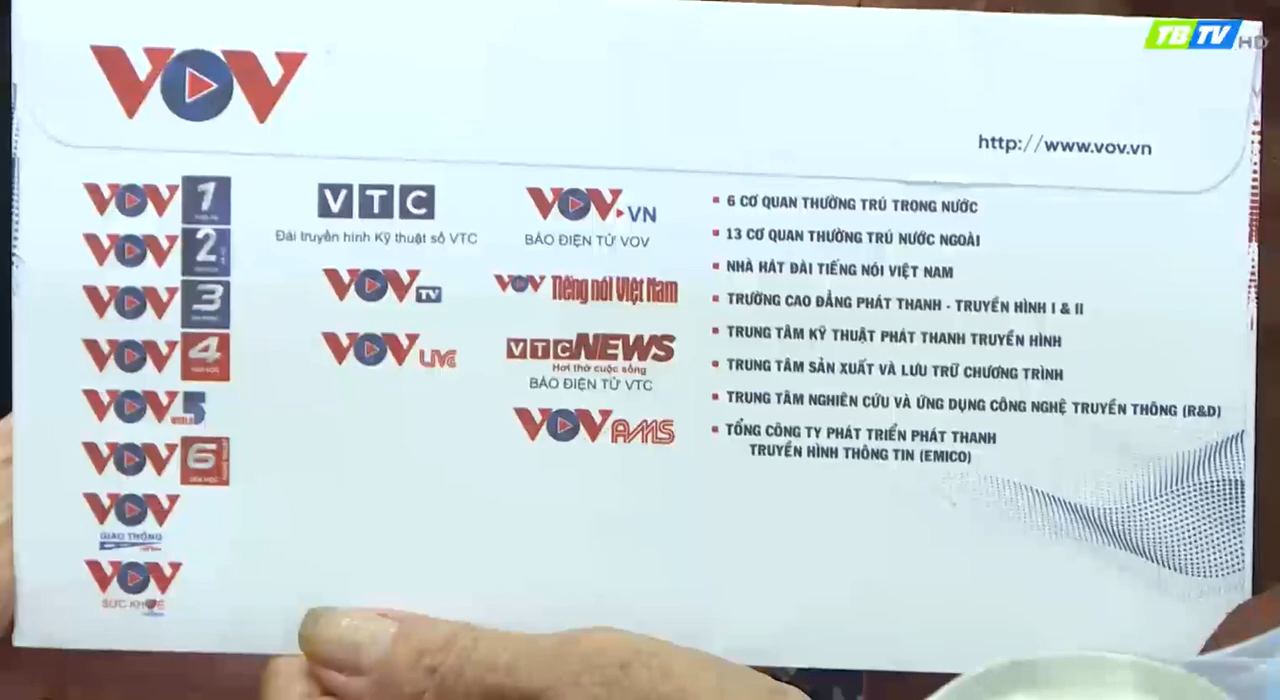 TBTV HD
VOV
http://www.vov.vn
VOV 1
VOV 2
VOV 3
VOV 4
VOV WORLD 5
VOV 6
VOV
GIAO THÔNG
VOV
SỨC KHỎE
VTC
Đài truyền hình Kỹ thuật số VTC
VOV TV
VOV LIVE
VOV.VN
BÁO ĐIỆN TỬ VOV
VOV Tiếng nói Việt Nam
VTC NEWS
Hơi thở cuộc sống
BÁO ĐIỆN TỬ VTC
VOV AMS
6 CƠ QUAN THƯỜNG TRÚ TRONG NƯỚC
13 CƠ QUAN THƯỜNG TRÚ NƯỚC NGOÀI
NHÀ HÁT ĐÀI TIẾNG NÓI VIỆT NAM
TRƯỜNG CAO ĐẲNG PHÁT THANH - TRUYỀN HÌNH I & II
TRUNG TÂM KỸ THUẬT PHÁT THANH TRUYỀN HÌNH
TRUNG TÂM SẢN XUẤT VÀ LƯU TRỮ CHƯƠNG TRÌNH
TRUNG TÂM NGHIÊN CỨU VÀ ỨNG DỤNG CÔNG NGHỆ TRUYỀN THÔNG (R&D)
TỔNG CÔNG TY PHÁT TRIỂN PHÁT THANH
TRUYỀN HÌNH THÔNG TIN (EMICO)